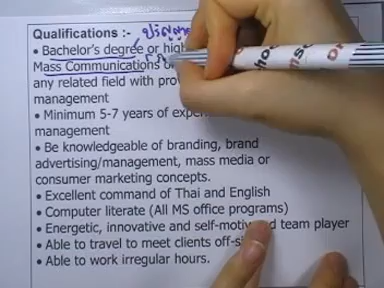 Qualifications :-
• Bachelor's degree or high
Mass Communications
any related field with
management
• Minimum 5-7 years of
management
• Be knowledgeable of branding, brand
advertising/management, mass media or
consumer marketing concepts.
• Excellent command of Thai and English
• Computer literate (All MS office programs)
• Energetic, innovative and self-motiv and team player
• Able to travel to meet clients
• Able to work irregular hours.